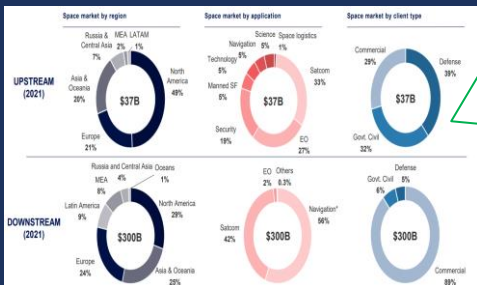 Space market by region
Space market by application
Space market by client type
UPSTREAM
(2021)
Russia &
Central Asia
7%
MEA
2%
LATAM
1%
North
America
49%
Asia &
Oceania
20%
Europe
21%
$37B
Science
5%
Space logistics
1%
Navigation
5%
Technology
5%
Manned SF
5%
Security
19%
Satcom
33%
EO
27%
$37B
Commercial
29%
Defense
39%
Govt. Civil
32%
$37B
DOWNSTREAM
(2021)
Russia and Central Asia
4%
Oceans
1%
MEA
8%
Latin America
9%
North America
29%
Europe
24%
Asia & Oceania
25%
$300B
EO
2%
Others
0.3%
Navigation*
56%
Satcom
42%
$300B
Defense
5%
Govt. Civil
6%
Commercial
89%
$300B